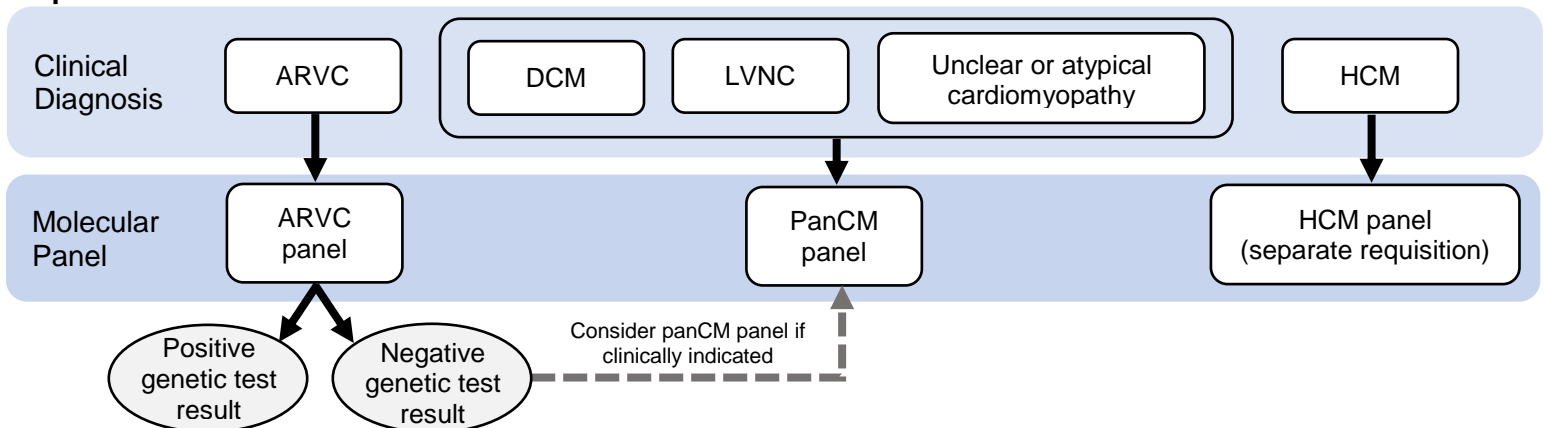 Clinical
Diagnosis
ARVC
DCM
LVNC
Unclear or atypical
cardiomyopathy
HCM
Molecular
Panel
ARVC
panel
PanCM
panel
HCM panel
(separate requisition)
Positive
genetic test
result
Negative
genetic test
result
Consider panCM panel if
clinically indicated